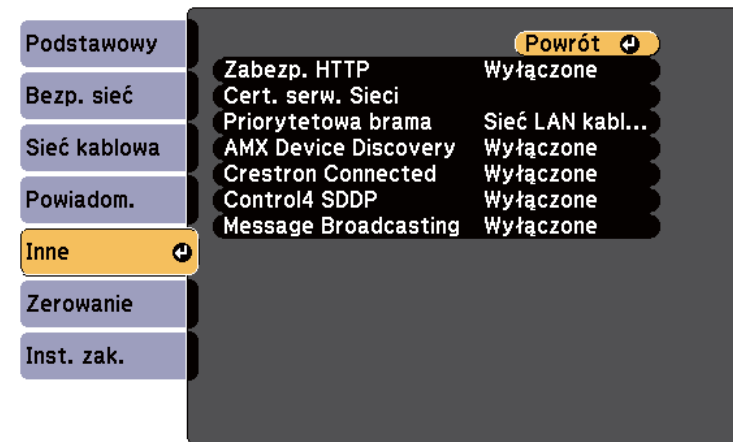 Podstawowy
Bezp. sieć
Sieć kablowa
Powiadom.
Inne
Zerowanie
Inst. zak.
Powrót
Zabezp. HTTP Wyłączone
Cert. serw. Sieci
Priorytetowa brama Sieć LAN kabl...
AMX Device Discovery Wyłączone
Crestron Connected Wyłączone
Control4 SDDP Wyłączone
Message Broadcasting Wyłączone